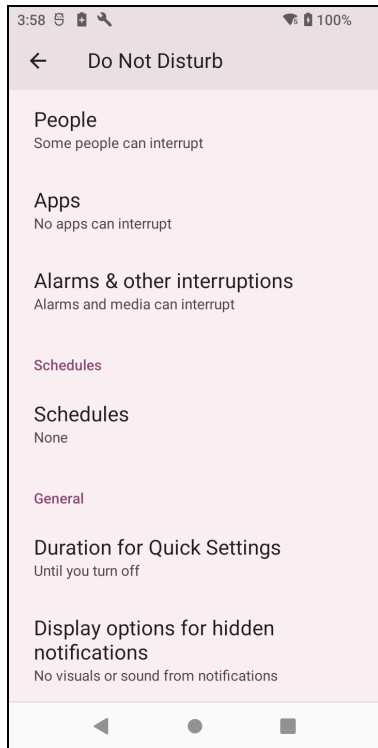 3:58 100%
Do Not Disturb
People
Some people can interrupt
Apps
No apps can interrupt
Alarms & other interruptions
Alarms and media can interrupt
Schedules
Schedules
None
General
Duration for Quick Settings
Until you turn off
Display options for hidden
notifications
No visuals or sound from notifications